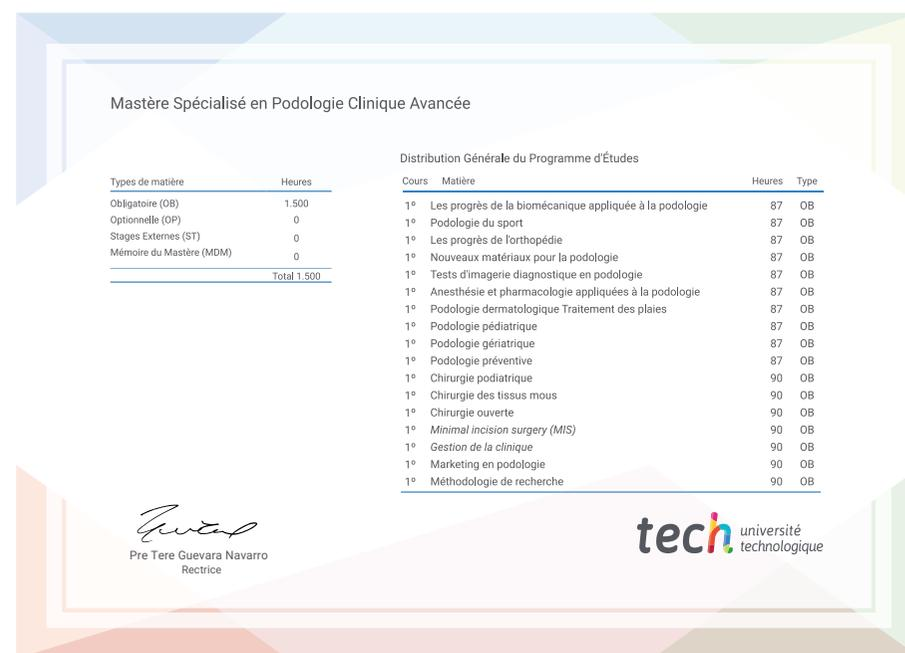 Mastère Spécialisé en Podologie Clinique Avancée
Types de matière Heures
Obligatoire (OB) 1.500
Optionnelle (OP) 0
Stages Externes (ST) 0
Mémoire du Mastère (MDM) 0
Total 1.500
Distribution Générale du Programme d'Études
Cours Matière Heures Type
1º Les progrès de la biomécanique appliquée à la podologie 87 OB
1º Podologie du sport 87 OB
1º Les progrès de l'orthopédie 87 OB
1º Nouveaux matériaux pour la podologie 87 OB
1º Tests d'imagerie diagnostique en podologie 87 OB
1º Anesthésie et pharmacologie appliquées à la podologie 87 OB
1º Podologie dermatologique Traitement des plaies 87 OB
1º Podologie pédiatrique 87 OB
1º Podologie gériatrique 87 OB
1º Podologie préventive 87 OB
1º Chirurgie podiatrique 90 OB
1º Chirurgie des tissus mous 90 OB
1º Chirurgie ouverte 90 OB
1º Minimal incision surgery (MIS) 90 OB
1º Gestion de la clinique 90 OB
1º Marketing en podologie 90 OB
1º Méthodologie de recherche 90 OB
Pre Tere Guevara Navarro
Rectrice
tech université
technologique